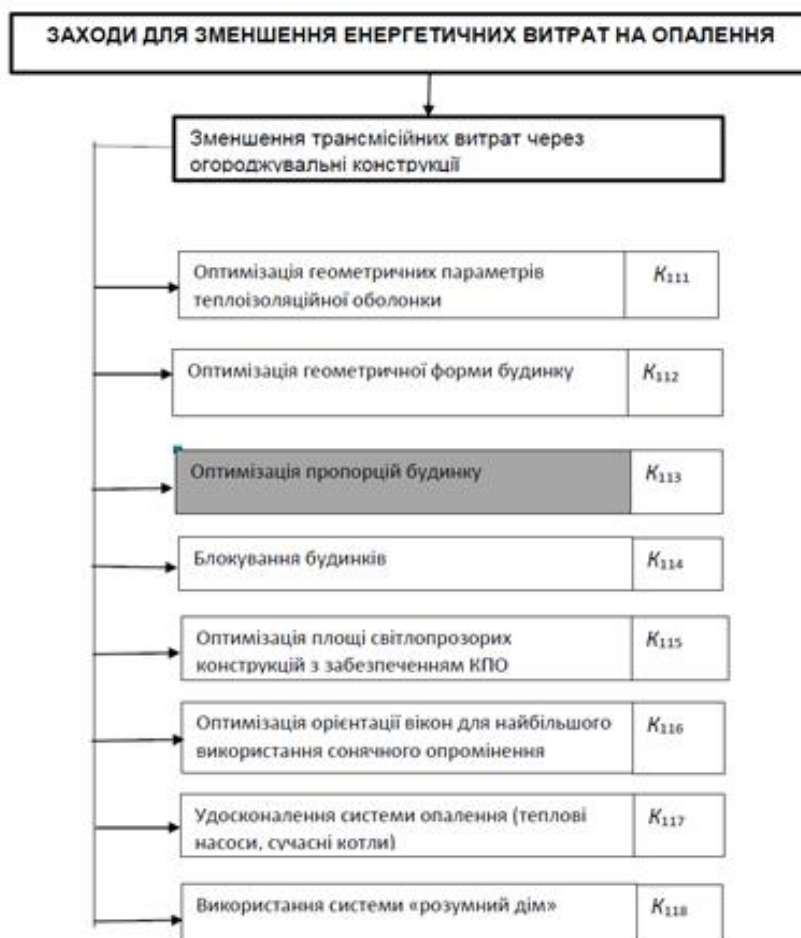 ЗАХОДИ ДЛЯ ЗМЕНШЕННЯ ЕНЕРГЕТИЧНИХ ВИТРАТ НА ОПАЛЕННЯ
Зменшення трансмісійних витрат через
огороджувальні конструкції
Оптимізація геометричних параметрів
теплоізоляційної оболонки
K₁₁₁
Оптимізація геометричної форми будинку
K₁₁₂
Оптимізація пропорцій будинку
K₁₁₃
Блокування будинків
K₁₁₄
Оптимізація площі світлопрозорих
конструкцій з забезпеченням КПО
K₁₁₅
Оптимізація орієнтації вікон для найбільшого
використання сонячного опромінення
K₁₁₆
Удосконалення системи опалення (теплові
насоси, сучасні котли)
K₁₁₇
Використання системи «розумний дім»
K₁₁₈